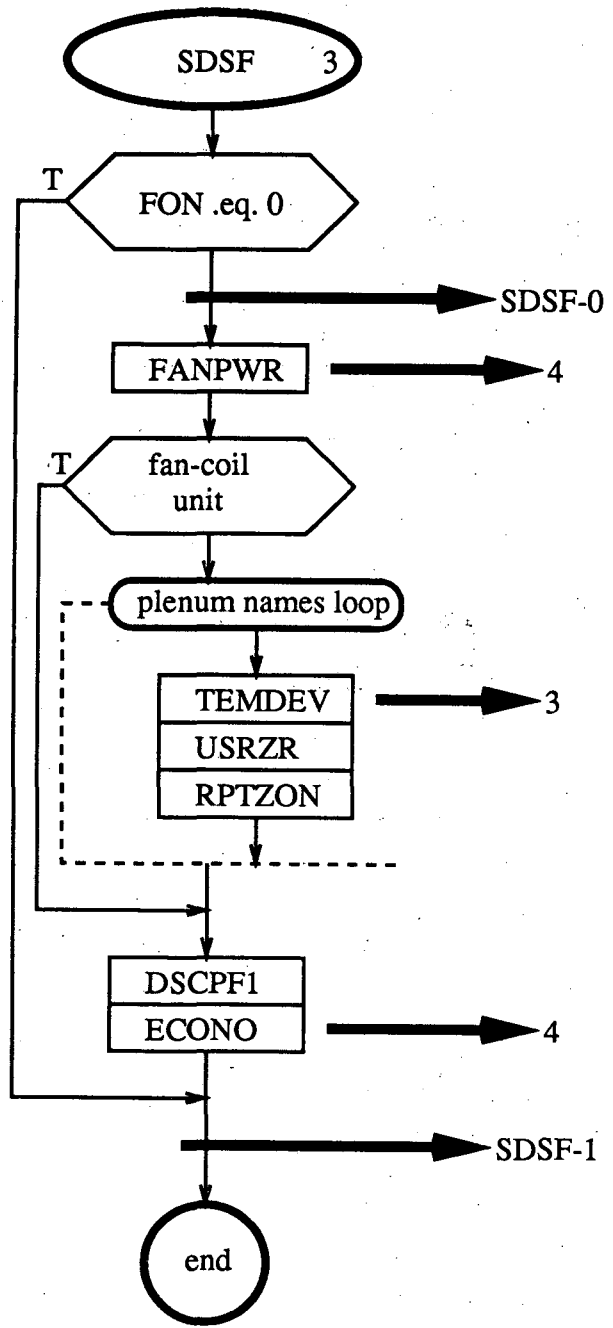 SDSF 3
T
FON .eq. 0
SDSF-0
FANPWR
4
T
fan-coil
unit
plenum names loop
TEMDEV
3
USRZR
RPTZON
DSCPF1
ECONO
4
SDSF-1
end